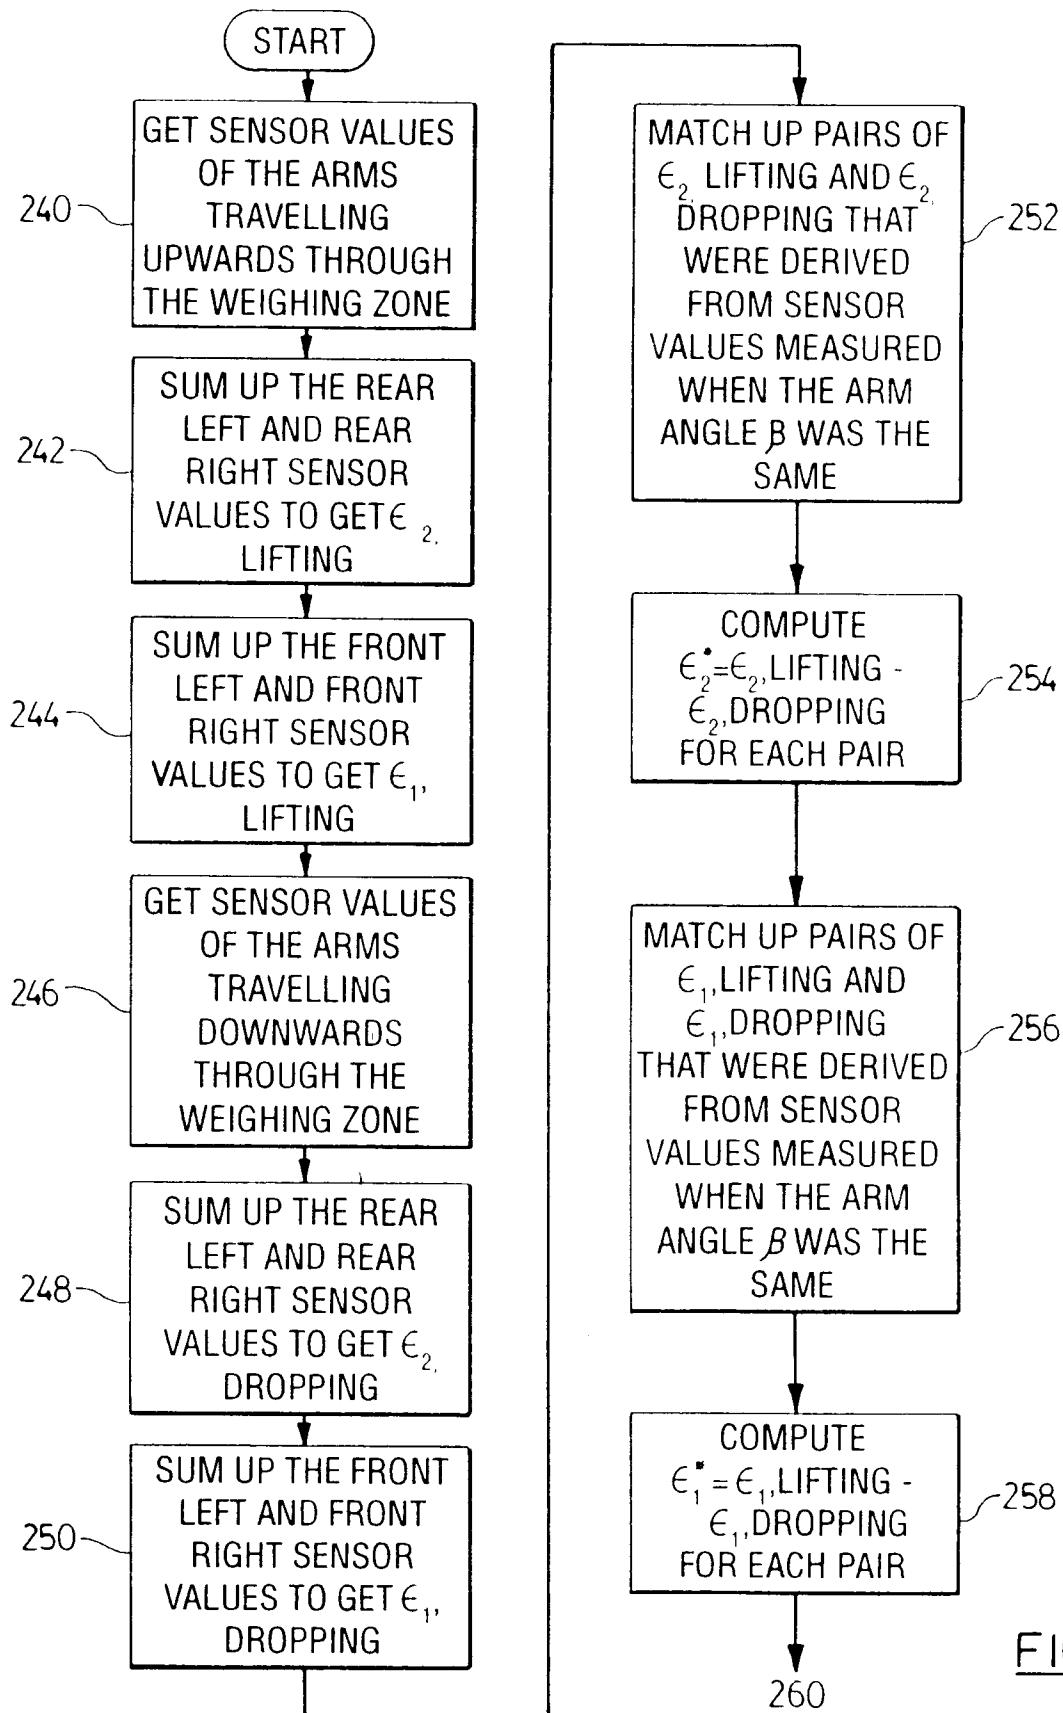 START
240
GET SENSOR VALUES
OF THE ARMS
TRAVELLING
UPWARDS THROUGH
THE WEIGHING ZONE
242
SUM UP THE REAR
LEFT AND REAR
RIGHT SENSOR
VALUES TO GET ϵ₂,
LIFTING
244
SUM UP THE FRONT
LEFT AND FRONT
RIGHT SENSOR
VALUES TO GET ϵ₁,
LIFTING
246
GET SENSOR VALUES
OF THE ARMS
TRAVELLING
DOWNWARDS
THROUGH THE
WEIGHING ZONE
248
SUM UP THE REAR
LEFT AND REAR
RIGHT SENSOR
VALUES TO GET ϵ₂,
DROPPING
250
SUM UP THE FRONT
LEFT AND FRONT
RIGHT SENSOR
VALUES TO GET ϵ₁,
DROPPING
252
MATCH UP PAIRS OF
ϵ₂, LIFTING AND ϵ₂,
DROPPING THAT
WERE DERIVED
FROM SENSOR
VALUES MEASURED
WHEN THE ARM
ANGLE β WAS THE
SAME
254
COMPUTE
ϵ₂*=ϵ₂,LIFTING -
ϵ₂,DROPPING
FOR EACH PAIR
256
MATCH UP PAIRS OF
ϵ₁,LIFTING AND
ϵ₁,DROPPING
THAT WERE DERIVED
FROM SENSOR
VALUES MEASURED
WHEN THE ARM
ANGLE β WAS THE
SAME
258
COMPUTE
ϵ₁* = ϵ₁,LIFTING -
ϵ₁,DROPPING
FOR EACH PAIR
260